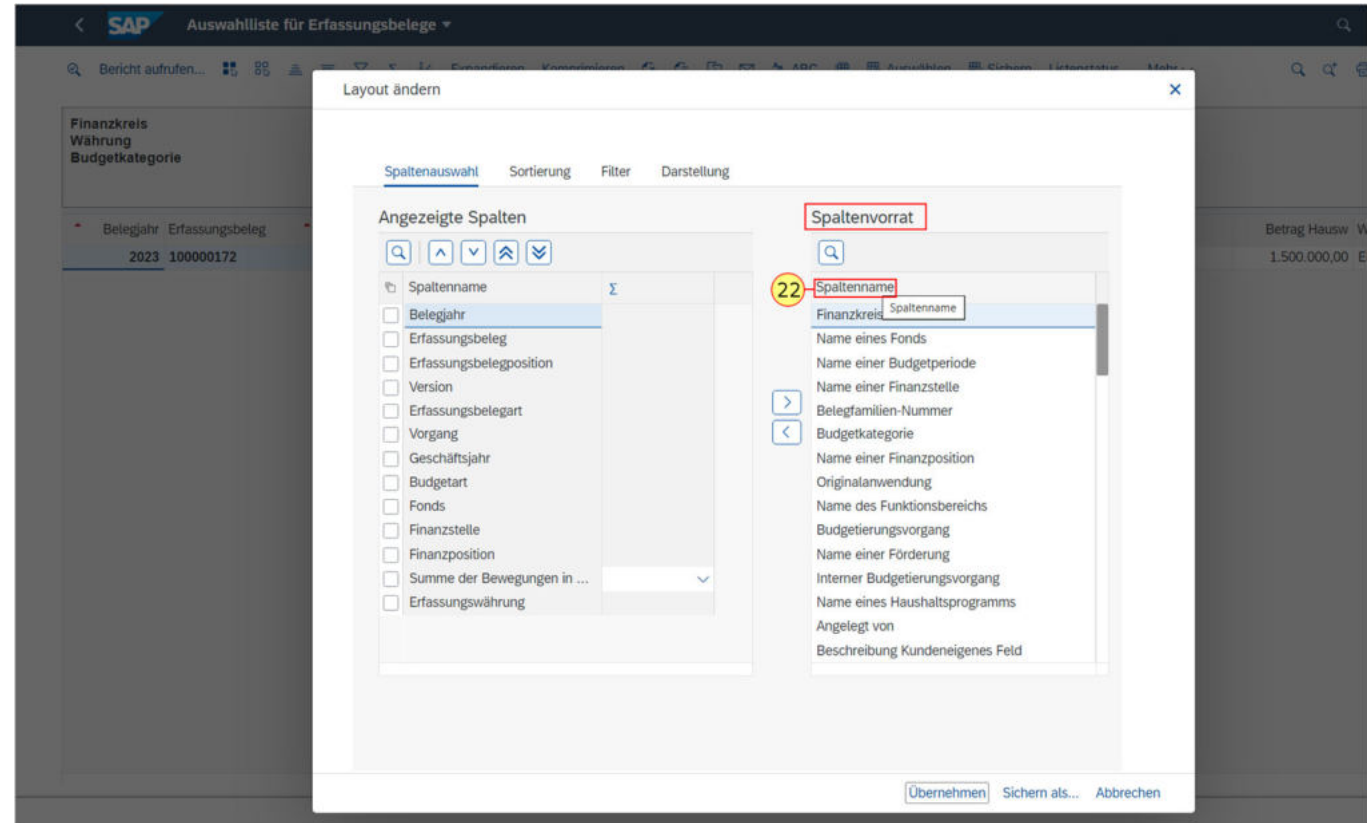 SAP Auswahlliste für Erfassungsbelege
Bericht aufrufen... Expandieren Komprimieren ABC Auswählen Sichern Listenstatus... Mehr
Layout ändern
Finanzkreis
Währung
Budgetkategorie
Spaltenauswahl Sortierung Filter Darstellung
Angezeigte Spalten Spaltenvorrat
Belegjahr Erfassungsbeleg Betrag Hausw W
2023 100000172 1.500.000,00 E
Spaltenname Σ 22 Spaltenname
Spaltenname
Belegjahr Finanzkreis
Erfassungsbeleg Name eines Fonds
Erfassungsbelegposition Name einer Budgetperiode
Version Name einer Finanzstelle
Erfassungsbelegart Belegfamilien-Nummer
Vorgang Budgetkategorie
Geschäftsjahr Name einer Finanzposition
Budgetart Originalanwendung
Fonds Name des Funktionsbereichs
Finanzstelle Budgetierungsvorgang
Finanzposition Name einer Förderung
Summe der Bewegungen in ... Interner Budgetierungsvorgang
Erfassungswährung Name eines Haushaltsprogramms
Angelegt von
Beschreibung Kundeneigenes Feld
Übernehmen Sichern als... Abbrechen